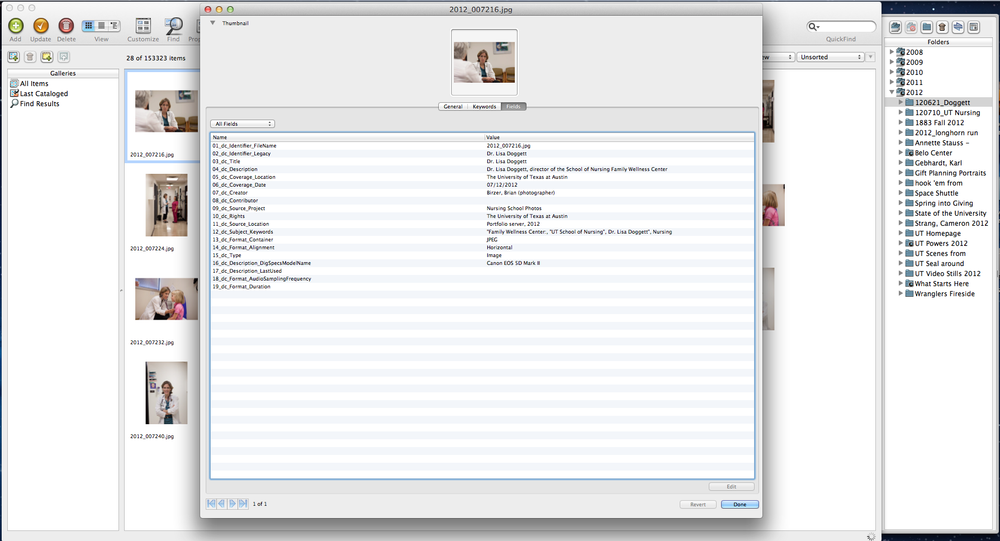 2012_007216.jpg
Add
Update
Delete
View
Customize
Find
QuickFind
28 of 153323 items
Unsorted
Galleries
All Items
Last Cataloged
Find Results
2012_007216.jpg
2012_007224.jpg
2012_007232.jpg
2012_007240.jpg
Thumbnail
General Keywords Fields
All Fields
Name Value
01_dc_Identifier_FileName 2012_007216.jpg
02_dc_Identifier_Legacy Dr. Lisa Doggett
03_dc_Title Dr. Lisa Doggett
04_dc_Description Dr. Lisa Doggett, director of the School of Nursing Family Wellness Center
05_dc_Coverage_Location The University of Texas at Austin
06_dc_Coverage_Date 07/12/2012
07_dc_Creator Birzer, Brian (photographer)
08_dc_Contributor
09_dc_Source_Project Nursing School Photos
10_dc_Rights The University of Texas at Austin
11_dc_Source_Location Portfolio server, 2012
12_dc_Subject_Keywords "Family Wellness Center:, "UT School of Nursing", Dr. Lisa Doggett", Nursing
13_dc_Format_Container JPEG
14_dc_Format_Alignment Horizontal
15_dc_Type Image
16_dc_Description_DigSpecsModelName Canon EOS 5D Mark II
17_dc_Description_LastUsed
18_dc_Format_AudioSamplingFrequency
19_dc_Format_Duration
Edit
1 of 1
Revert
Done
Folders
2008
2009
2010
2011
2012
120621_Doggett
120710_UT Nursing
1883 Fall 2012
2012_longhorn run
Annette Stauss –
Belo Center
Gebhardt, Karl
Gift Planning Portraits
hook 'em from
Space Shuttle
Spring into Giving
State of the University
Strang, Cameron 2012
UT Homepage
UT Powers 2012
UT Scenes from
UT Seal around
UT Video Stills 2012
What Starts Here
Wranglers Fireside